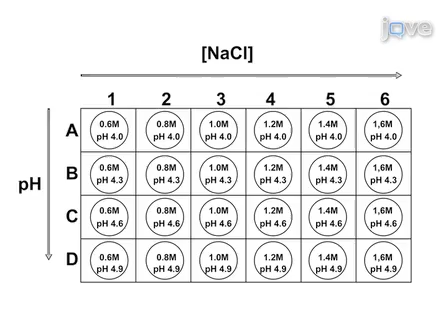 jove
[NaCl]
1 2 3 4 5 6
A 0.6M 0.8M 1.0M 1.2M 1.4M 1,6M
pH 4.0 pH 4.0 pH 4.0 pH 4.0 pH 4.0 pH 4.0
B 0.6M 0.8M 1.0M 1.2M 1.4M 1,6M
pH 4.3 pH 4.3 pH 4.3 pH 4.3 pH 4.3 pH 4.3
pH
C 0.6M 0.8M 1.0M 1.2M 1.4M 1,6M
pH 4.6 pH 4.6 pH 4.6 pH 4.6 pH 4.6 pH 4.6
D 0.6M 0.8M 1.0M 1.2M 1.4M 1,6M
pH 4.9 pH 4.9 pH 4.9 pH 4.9 pH 4.9 pH 4.9